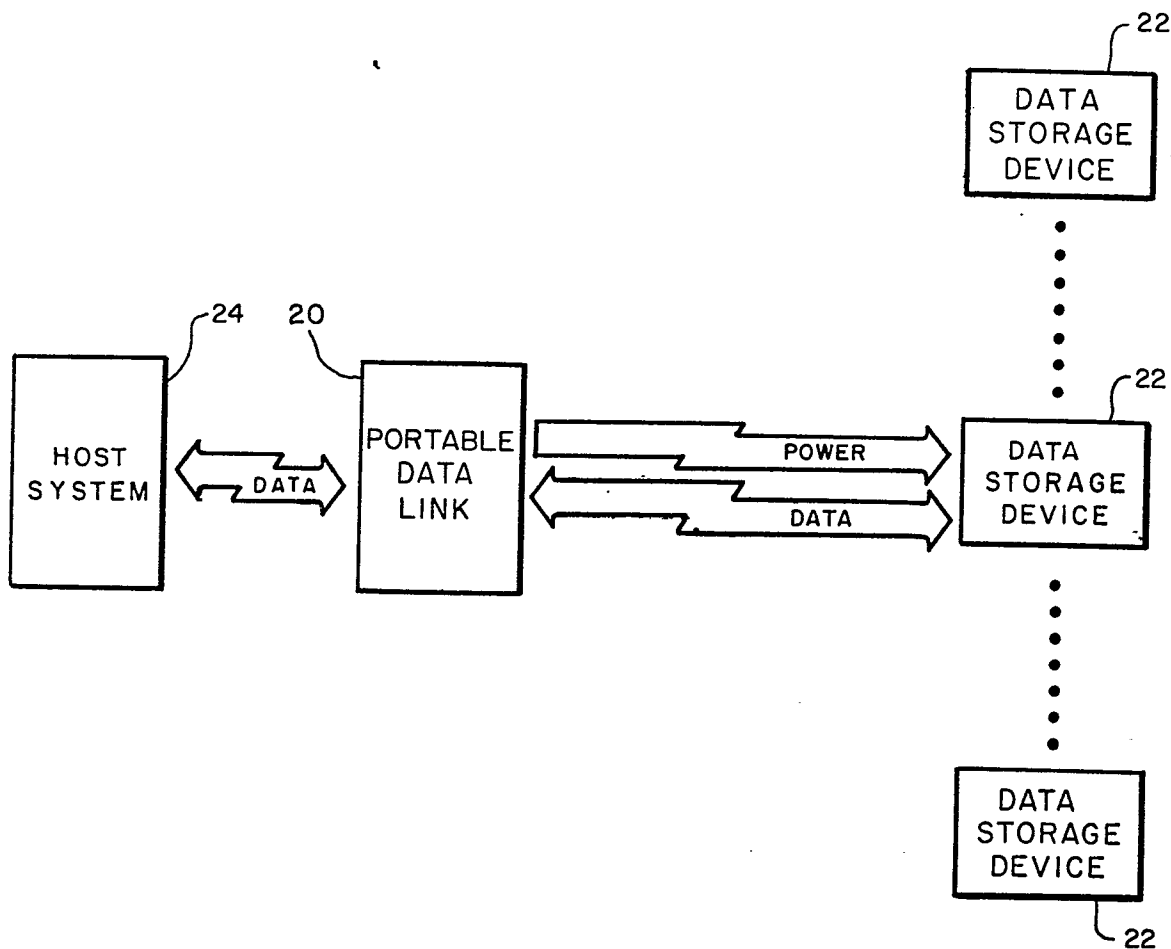 22
DATA
STORAGE
DEVICE
24
20
22
HOST
SYSTEM
DATA
PORTABLE
DATA
LINK
POWER
DATA
DATA
STORAGE
DEVICE
DATA
STORAGE
DEVICE
22